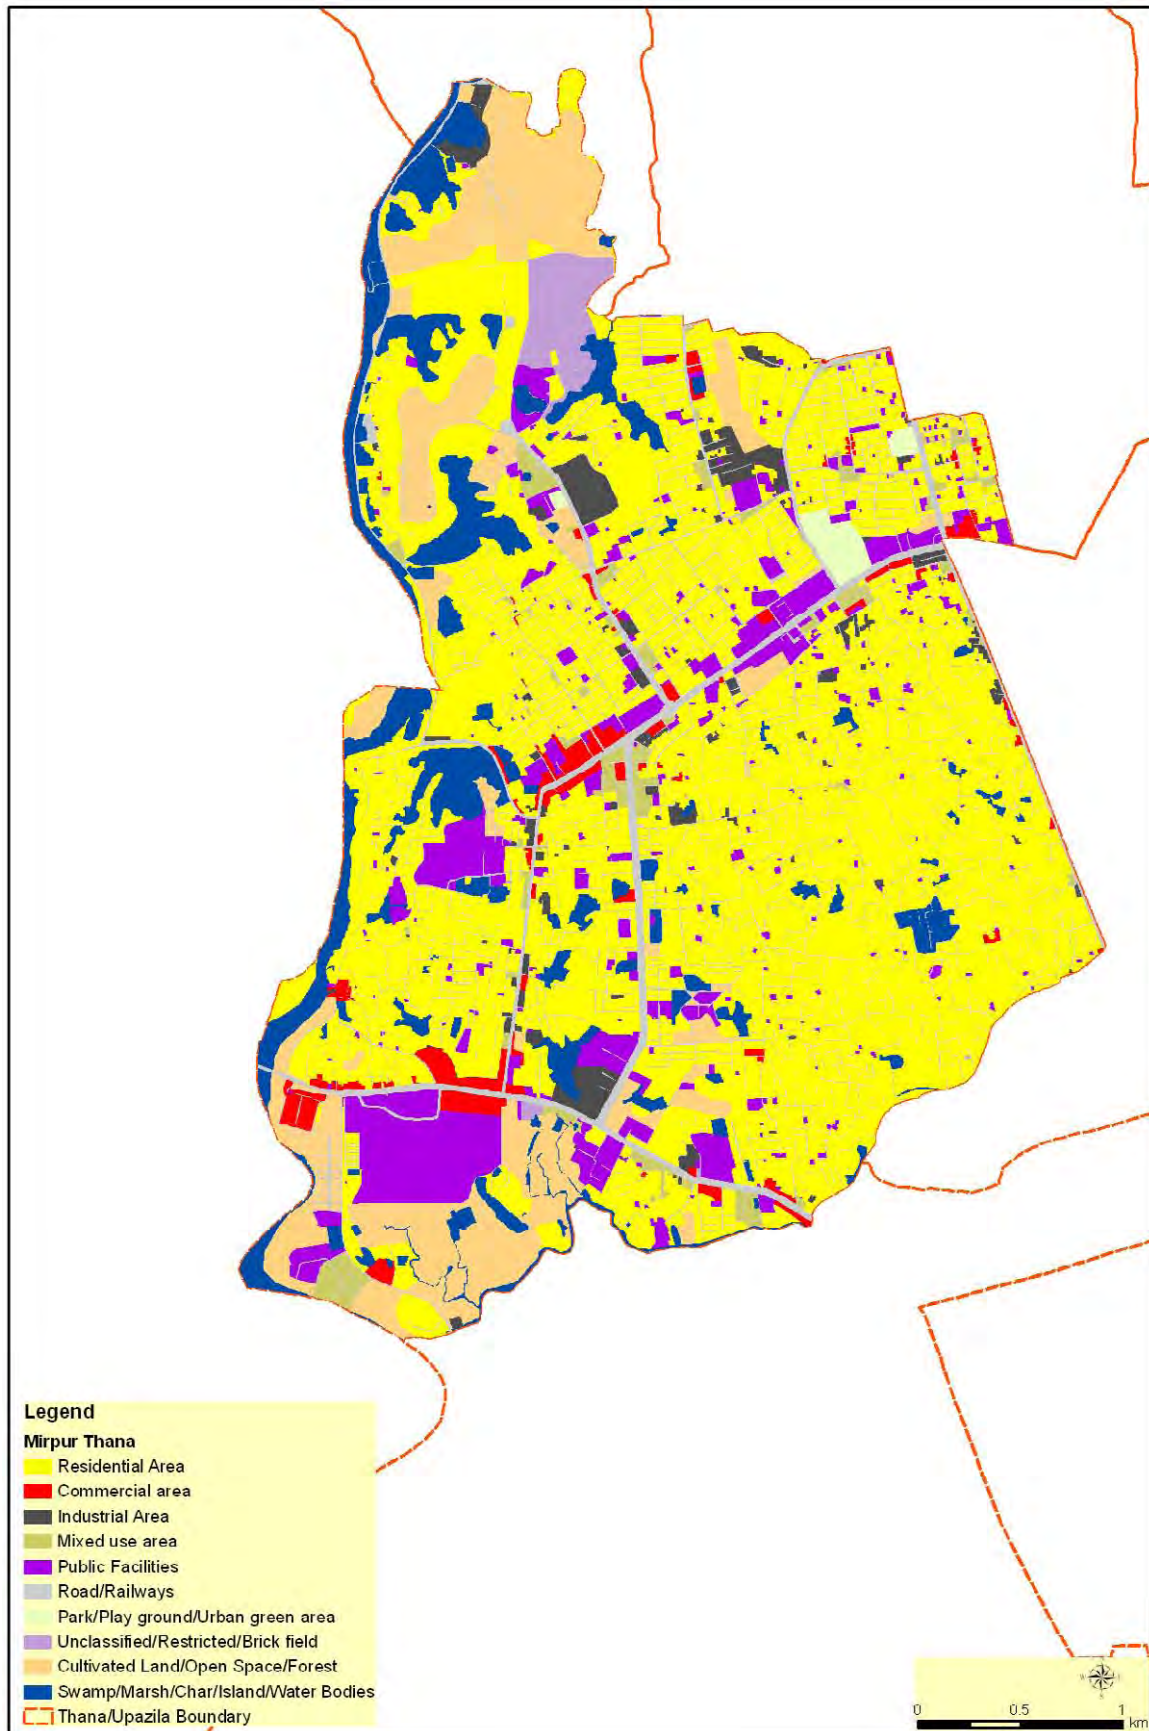 Legend
Mirpur Thana
Residential Area
Commercial area
Industrial Area
Mixed use area
Public Facilities
Road/Railways
Park/Play ground/Urban green area
Unclassified/Restricted/Brick field
Cultivated Land/Open Space/Forest
Swamp/Marsh/Char/Island/Water Bodies
Thana/Upazila Boundary
0 0.5 1
km